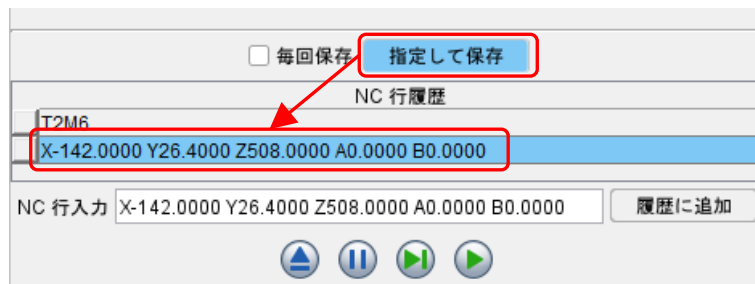 毎回保存 指定して保存
NC 行履歴
T2M6
X-142.0000 Y26.4000 Z508.0000 A0.0000 B0.0000
NC 行入力 X-142.0000 Y26.4000 Z508.0000 A0.0000 B0.0000 履歴に追加